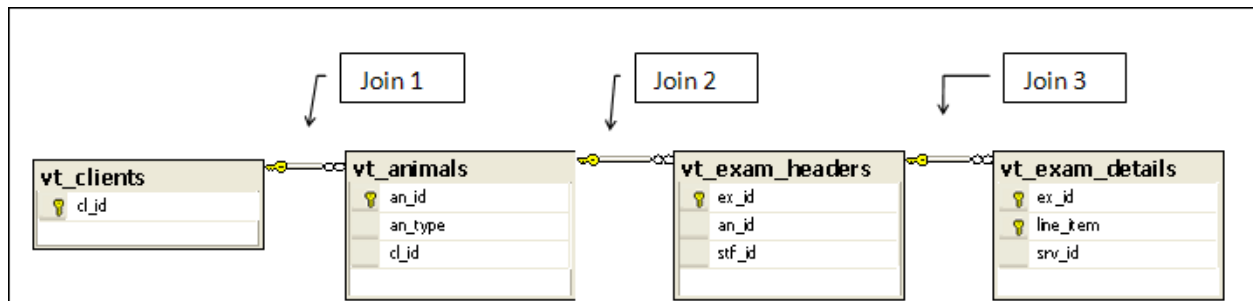 Join 1
Join 2
Join 3
vt_clients
cl_id
vt_animals
an_id
an_type
cl_id
vt_exam_headers
ex_id
an_id
stf_id
vt_exam_details
ex_id
line_item
srv_id